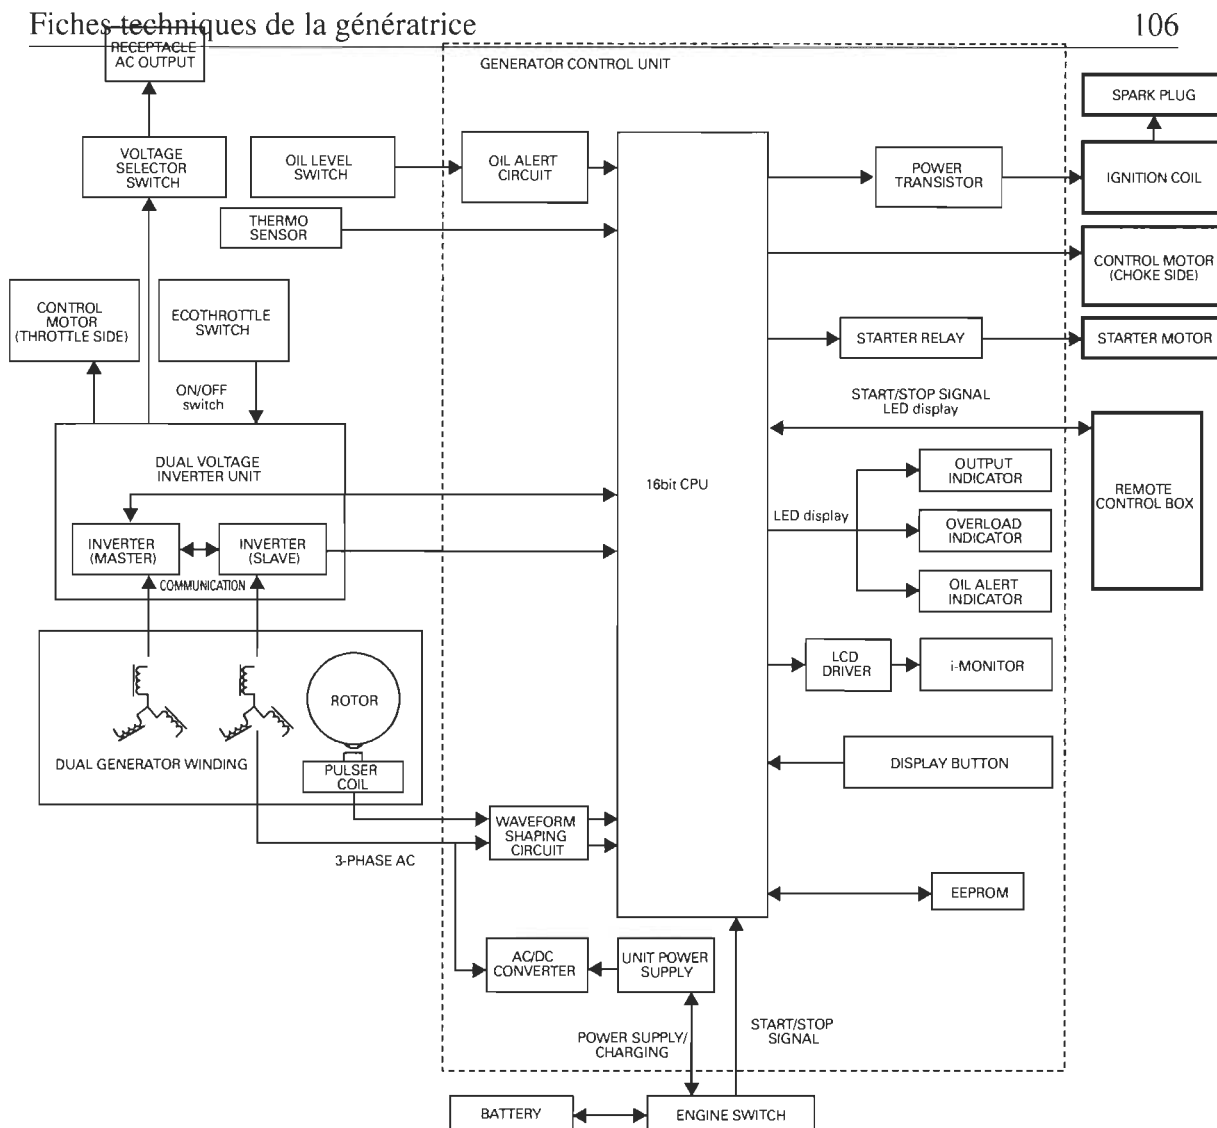 Fiches techniques de la génératrice 106
RECEPTACLE
AC OUTPUT
GENERATOR CONTROL UNIT
SPARK PLUG
VOLTAGE
SELECTOR
SWITCH
OIL LEVEL
SWITCH
OIL ALERT
CIRCUIT
POWER
TRANSISTOR
IGNITION COIL
THERMO
SENSOR
CONTROL MOTOR
(CHOKE SIDE)
CONTROL
MOTOR
(THROTTLE SIDE)
ECOTHROTTLE
SWITCH
STARTER RELAY
STARTER MOTOR
ON/OFF
switch
START/STOP SIGNAL
LED display
DUAL VOLTAGE
INVERTER UNIT
16bit CPU
OUTPUT
INDICATOR
REMOTE
CONTROL BOX
LED display
OVERLOAD
INDICATOR
INVERTER
(MASTER)
INVERTER
(SLAVE)
COMMUNICATION
OIL ALERT
INDICATOR
LCD
DRIVER
i-MONITOR
ROTOR
DUAL GENERATOR WINDING
PULSER
COIL
DISPLAY BUTTON
WAVEFORM
SHAPING
CIRCUIT
3-PHASE AC
EEPROM
AC/DC
CONVERTER
UNIT POWER
SUPPLY
POWER SUPPLY/
CHARGING
START/STOP
SIGNAL
BATTERY
ENGINE SWITCH